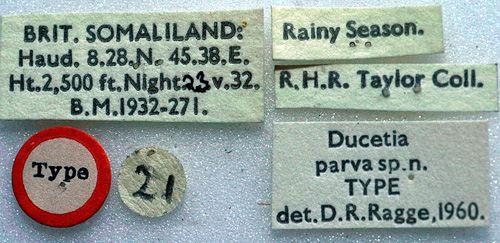 BRIT. SOMALILAND:
Haud. 8.28.N. 45.38.E.
Ht.2,500 ft. Night 23 v.32.
B.M.1932-271.
Rainy Season.
R.H.R. Taylor Coll.
Type
21
Ducetia
parva sp.n.
TYPE
det. D.R.Ragge, 1960.